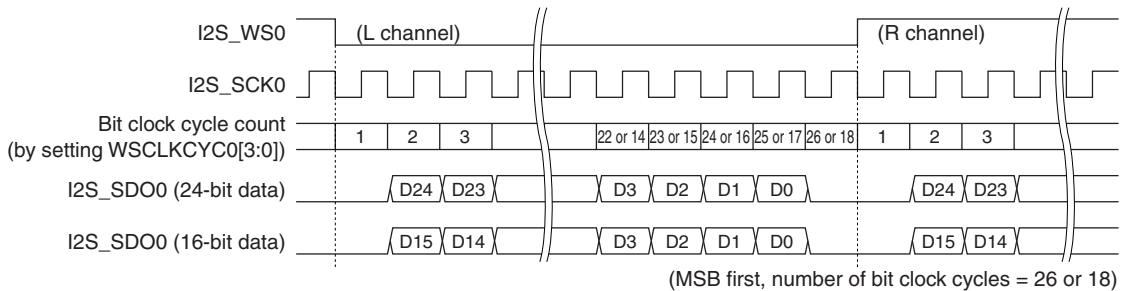 I2S_WS0 (L channel) (R channel)
I2S_SCK0
Bit clock cycle count
(by setting WSCLKCYC0[3:0])
1 2 3 22 or 14 23 or 15 24 or 16 25 or 17 26 or 18 1 2 3
I2S_SDO0 (24-bit data) D24 D23 D3 D2 D1 D0 D24 D23
I2S_SDO0 (16-bit data) D15 D14 D3 D2 D1 D0 D15 D14
(MSB first, number of bit clock cycles = 26 or 18)